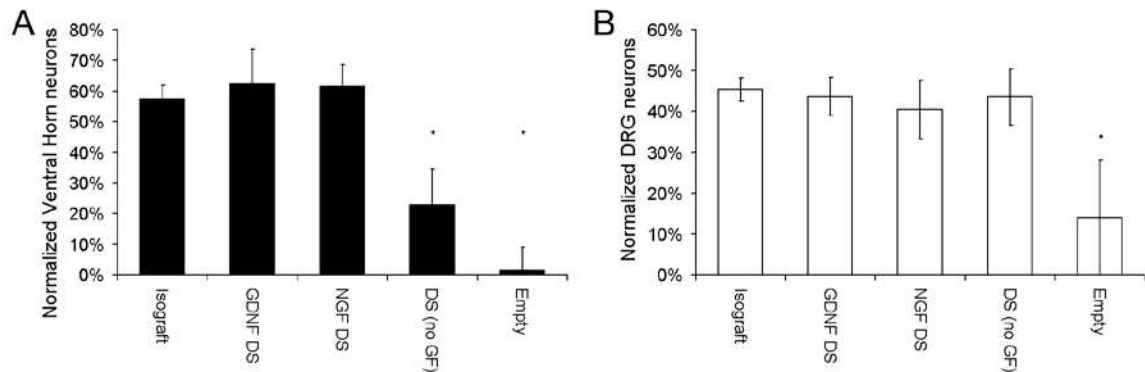 A
Normalized Ventral Horn neurons
80%
70%
60%
50%
40%
30%
20%
10%
0%
Isograft
GDNF DS
NGF DS
DS (no GF)
Empty
*
*
B
Normalized DRG neurons
60%
50%
40%
30%
20%
10%
0%
Isograft
GDNF DS
NGF DS
DS (no GF)
Empty
*